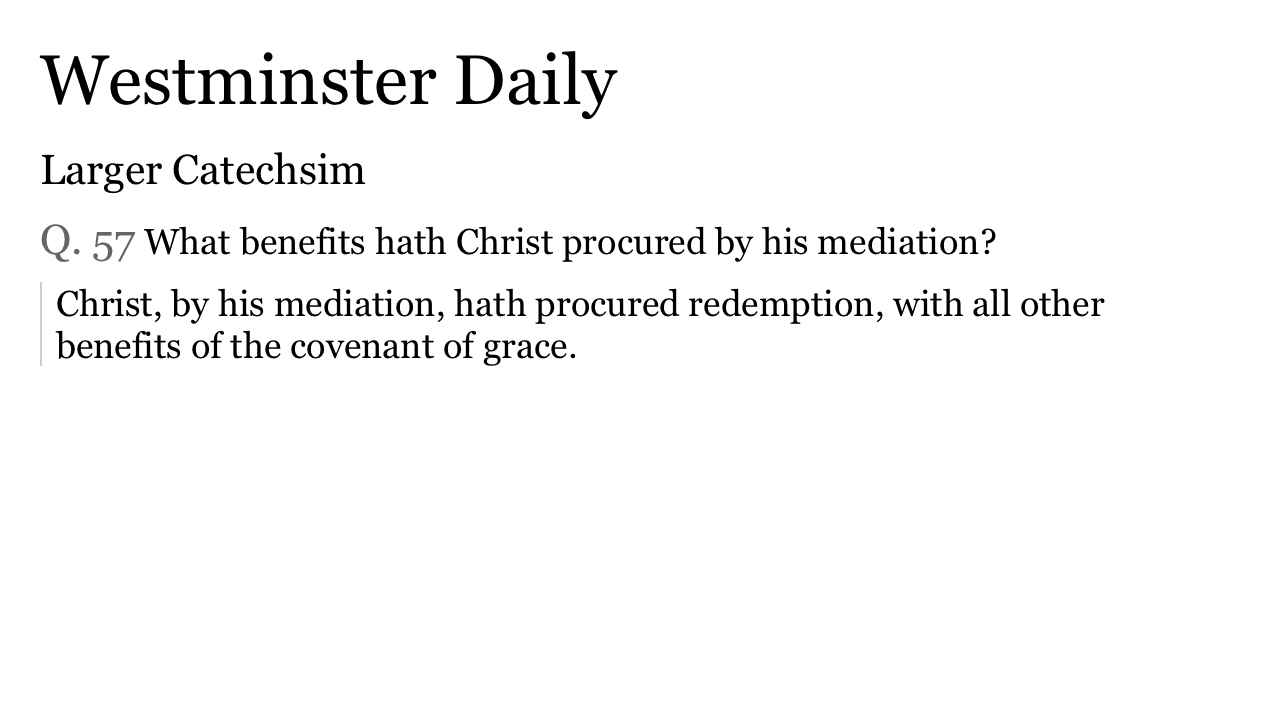 Westminster Daily
Larger Catechsim
Q. 57 What benefits hath Christ procured by his mediation?
Christ, by his mediation, hath procured redemption, with all other
benefits of the covenant of grace.